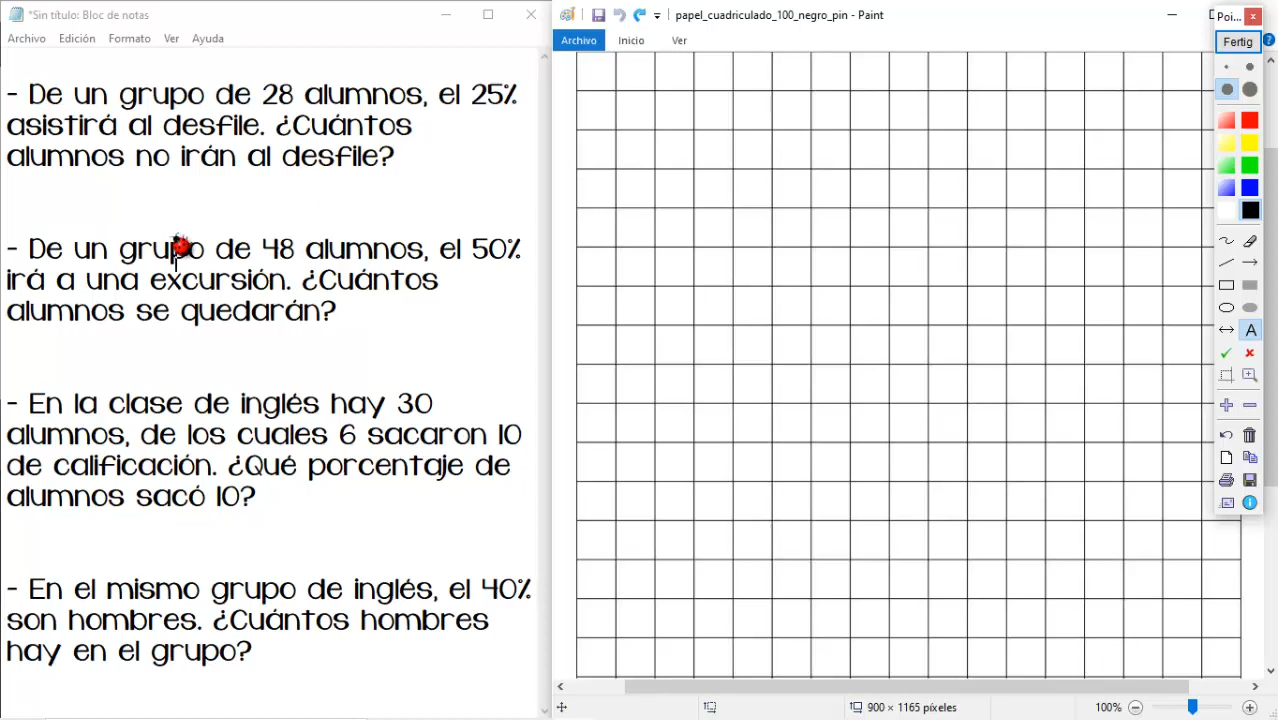 *Sin título: Bloc de notas
Archivo Edición Formato Ver Ayuda
- De un grupo de 28 alumnos, el 25%
asistirá al desfile. ¿Cuántos
alumnos no irán al desfile?
- De un grupo de 48 alumnos, el 50%
irá a una excursión. ¿Cuántos
alumnos se quedarán?
- En la clase de inglés hay 30
alumnos, de los cuales 6 sacaron 10
de calificación. ¿Qué porcentaje de
alumnos sacó 10?
- En el mismo grupo de inglés, el 40%
son hombres. ¿Cuántos hombres
hay en el grupo?
papel_cuadriculado_100_negro_pin - Paint
Archivo Inicio Ver
Poi...
Fertig
A
900 × 1165 píxeles
100%